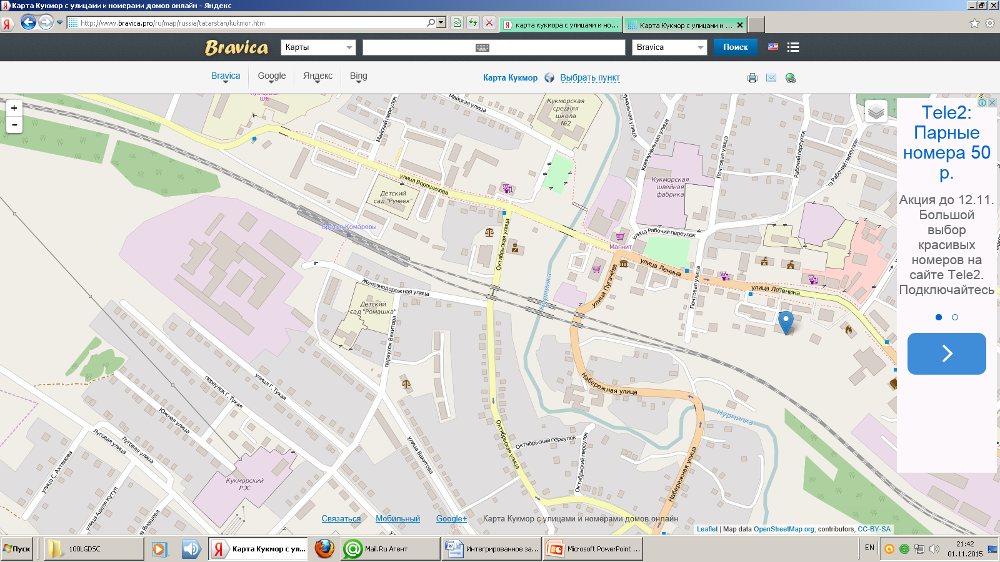 Карта Кукмор с улицами и номерами домов онлайн - Яндекс
http://www.bravica.pro/ru/map/russia/tatarstan/kukmor.htm
карта кукмора с улицами и но...
Карта Кукмор с улицами и ...
Bravica
Карты
Bravica
Поиск
Bravica
Google
Яндекс
Bing
Карта Кукмор
Выбрать пункт
+
-
ЦРБ
Майский переулок
Майская улица
Кукморская
средняя
школа
№2
Коммунальная улица
Коммунальная улица
Почтовая улица
Рабочий переулок
Рабочий переулок
улица Ворошилова
Детский
сад "Ручеек"
Кукморская
швейная
фабрика
Братья Комаровы
Октябрьская улица
улица Рабочий переулок
Магнит
улица Ленина
улица Пугачёва
Почтовая улица
улица Ле
Ленина
Нурминка
Железнодорожная улица
Детский
сад "Ромашка"
переулок Вахитова
улица Г. Тукая
переулок Г. Тукая
Южная улица
Луговая улица
Луговая улица
улица С. Ахтямова
улица Аделя Кутуя
Кукморский
РЭС
улица Вахитова
Октябрьская улица
Октябрьский переулок
Октябрьский переулок
Набережная улица
Набережная улица
Нурминка
Tele2:
Парные
номера 50
р.
Акция до 12.11.
Большой
выбор
красивых
номеров на
сайте Tele2.
Подключайтесь
Связаться
Мобильный
Google+
Карта Кукмор с улицами и номерами домов онлайн
Leaflet | Map data OpenStreetMap.org; contributors, CC-BY-SA
Пуск
100LGDSC
Карта Кукмор с ул...
Mail.Ru Агент
Интегрированное за...
Microsoft PowerPoint ...
EN
21:42
01.11.2015